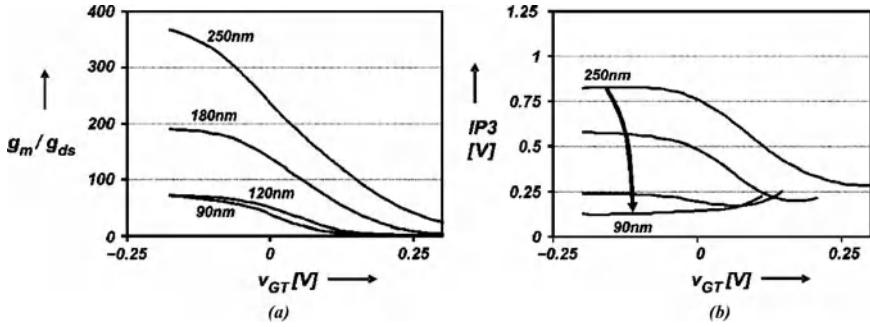 400
300
200
100
0
g_m / g_ds
250nm
180nm
120nm
90nm
−0.25
0
0.25
v_GT [V]
(a)
1.25
1
0.75
0.5
0.25
0
IP3
[V]
250nm
90nm
−0.25
0
0.25
v_GT [V]
(b)